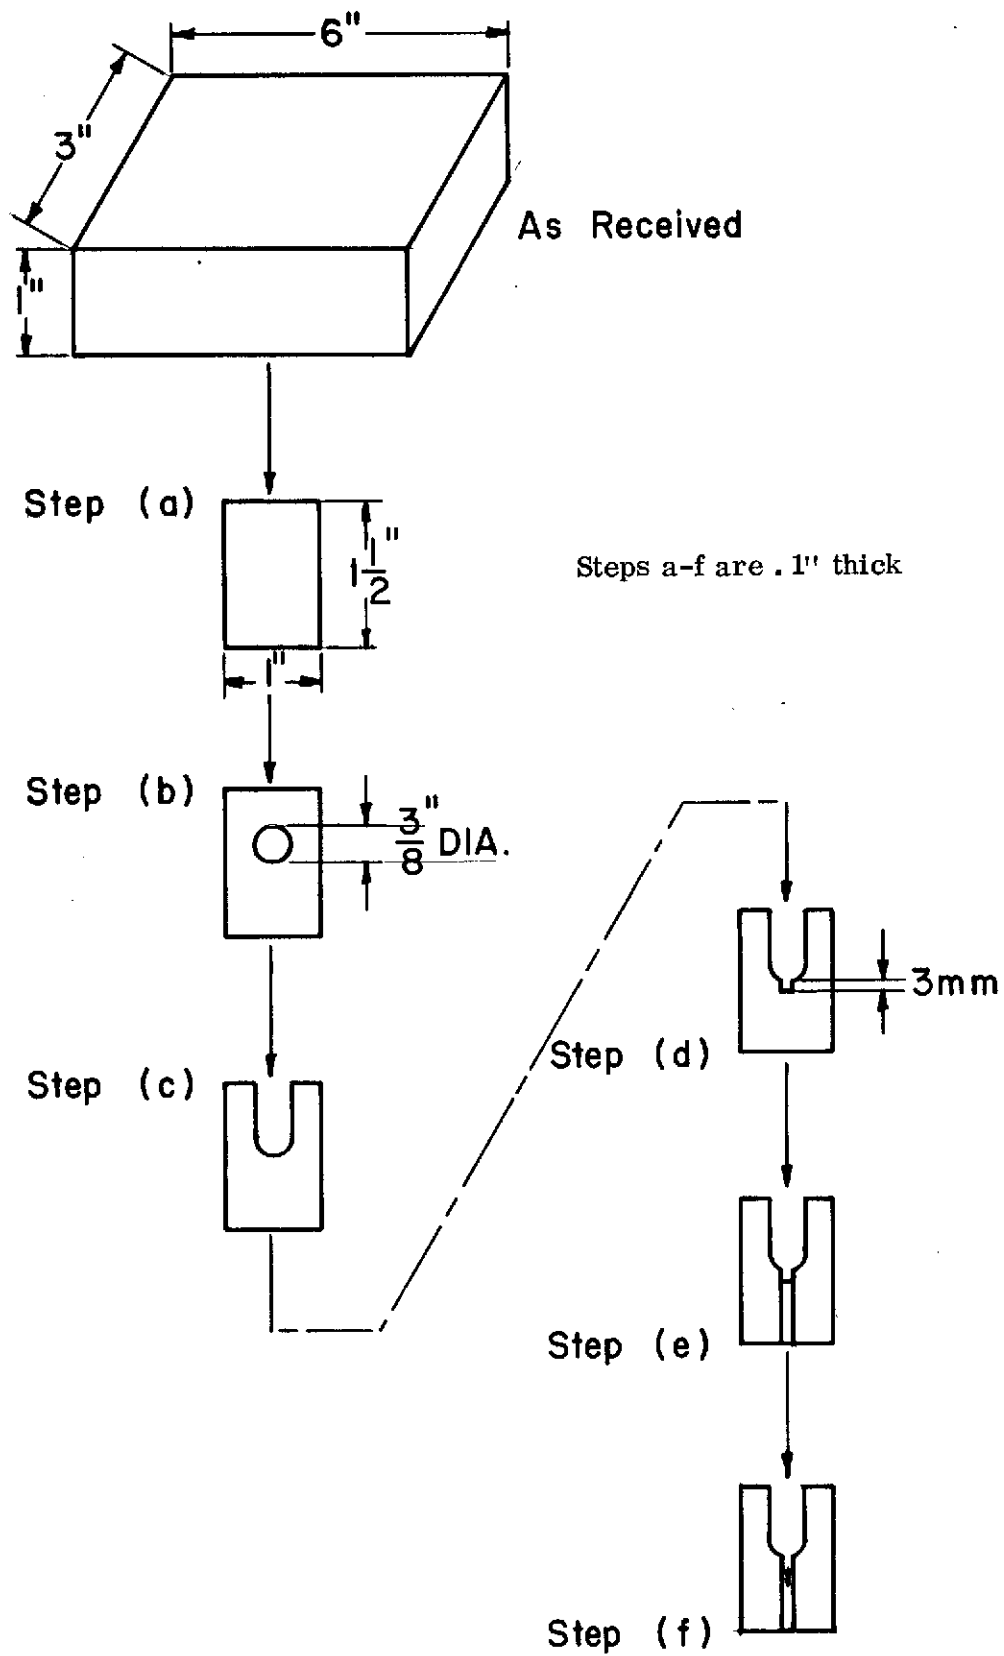 6"
3"
As Received
1"
Step (a)
1 1/2"
Steps a-f are .1" thick
1"
Step (b)
3/8" DIA.
3mm
Step (d)
Step (c)
Step (e)
Step (f)